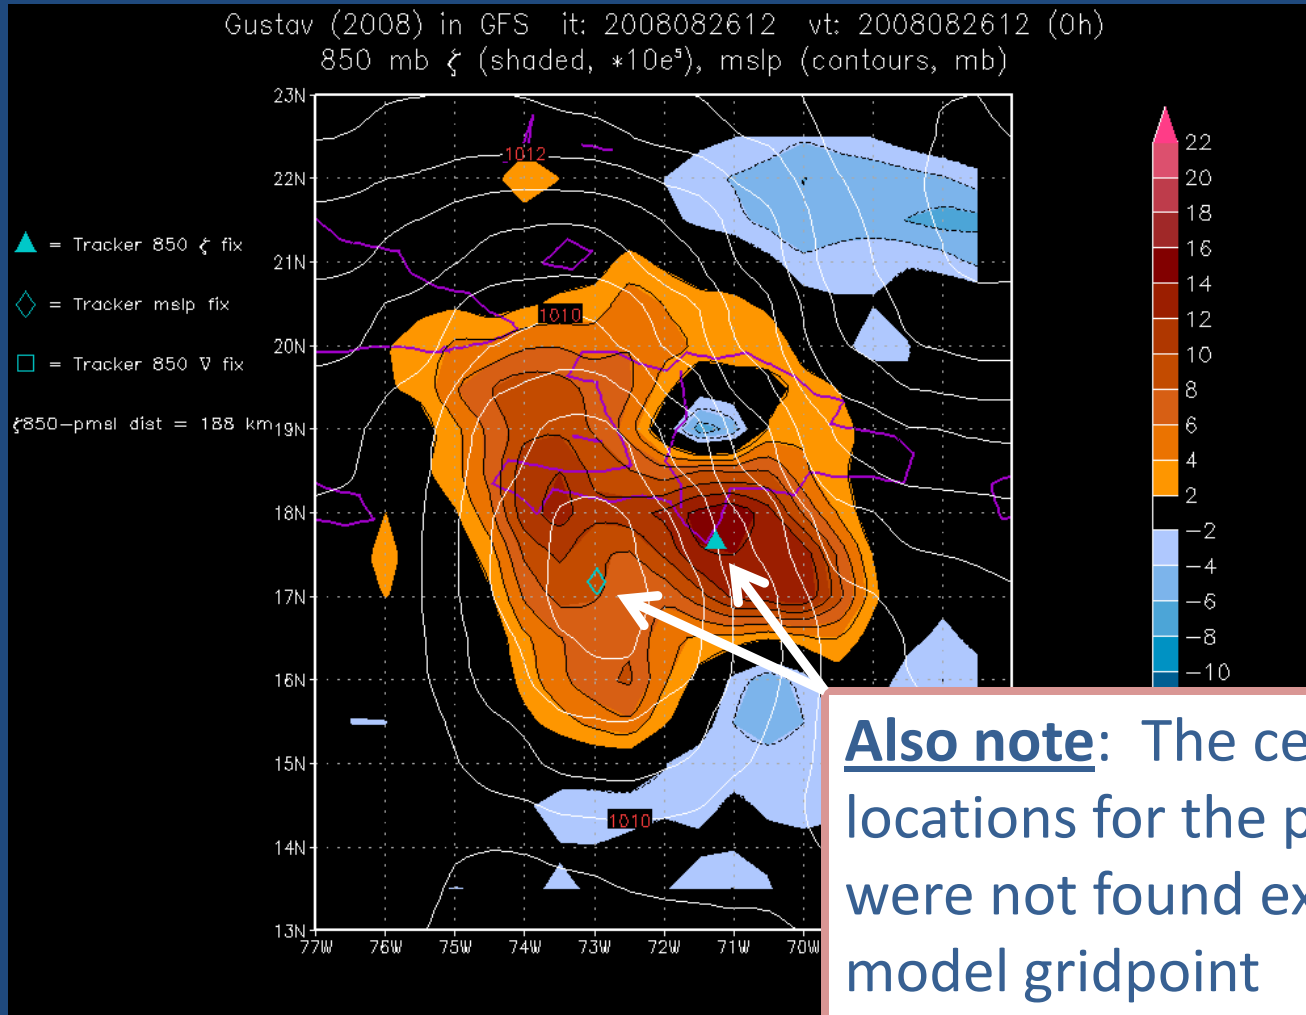 Gustav (2008) in GFS it: 2008082612 vt: 2008082612 (0h)
850 mb ζ (shaded, *10e⁵), mslp (contours, mb)
= Tracker 850 ζ fix
= Tracker mslp fix
= Tracker 850 V fix
ζ850-pmsl dist = 188 km
23N
22N
21N
20N
19N
18N
17N
16N
15N
14N
13N
77W 76W 75W 74W 73W 72W 71W 70W
1012
1010
1010
22
20
18
16
14
12
10
8
6
4
2
-2
-4
-6
-8
-10
Also note: The
locations for the
were not found
model gridpoint